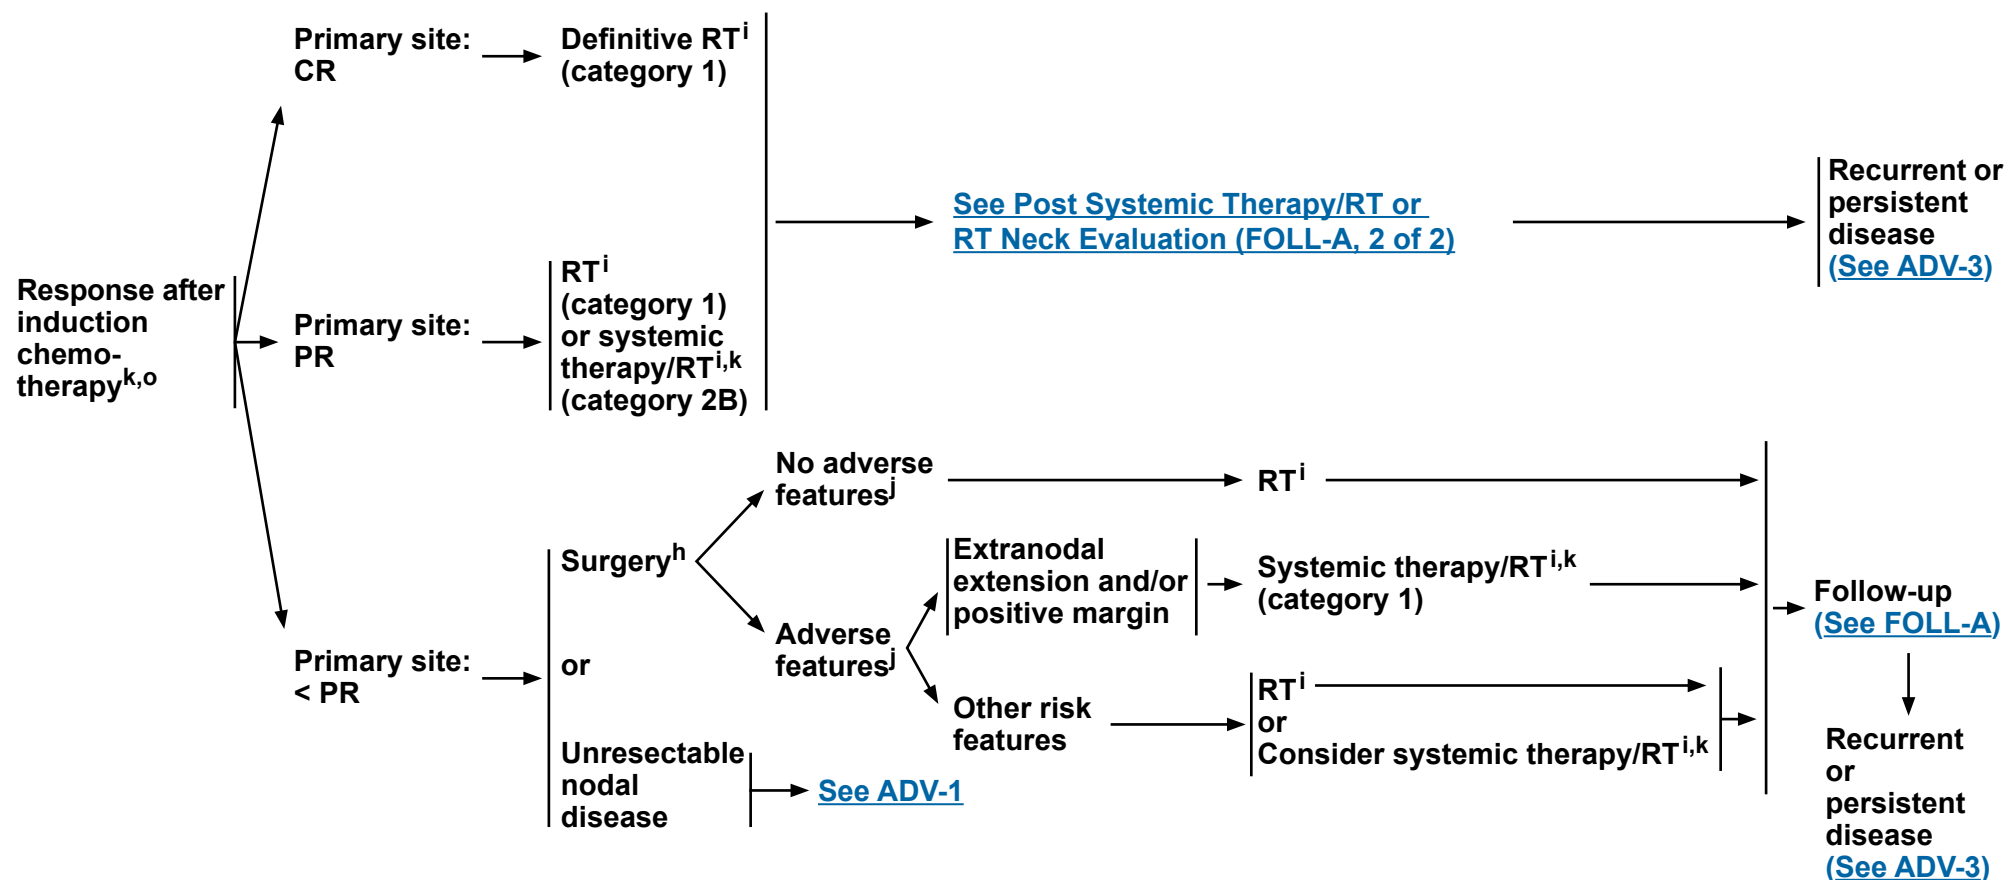 Primary site:
CR
Definitive RTⁱ
(category 1)
Response after
induction
chemo-
therapyᵏ,ᵒ
Primary site:
PR
RTⁱ
(category 1)
or systemic
therapy/RTⁱ,ᵏ
(category 2B)
See Post Systemic Therapy/RT or
RT Neck Evaluation (FOLL-A, 2 of 2)
Recurrent or
persistent
disease
(See ADV-3)
Primary site:
< PR
Surgeryʰ
or
Unresectable
nodal
disease
See ADV-1
No adverse
featuresʲ
RTⁱ
Adverse
featuresʲ
Extranodal
extension and/or
positive margin
Systemic therapy/RTⁱ,ᵏ
(category 1)
Other risk
features
RTⁱ
or
Consider systemic therapy/RTⁱ,ᵏ
Follow-up
(See FOLL-A)
Recurrent
or
persistent
disease
(See ADV-3)